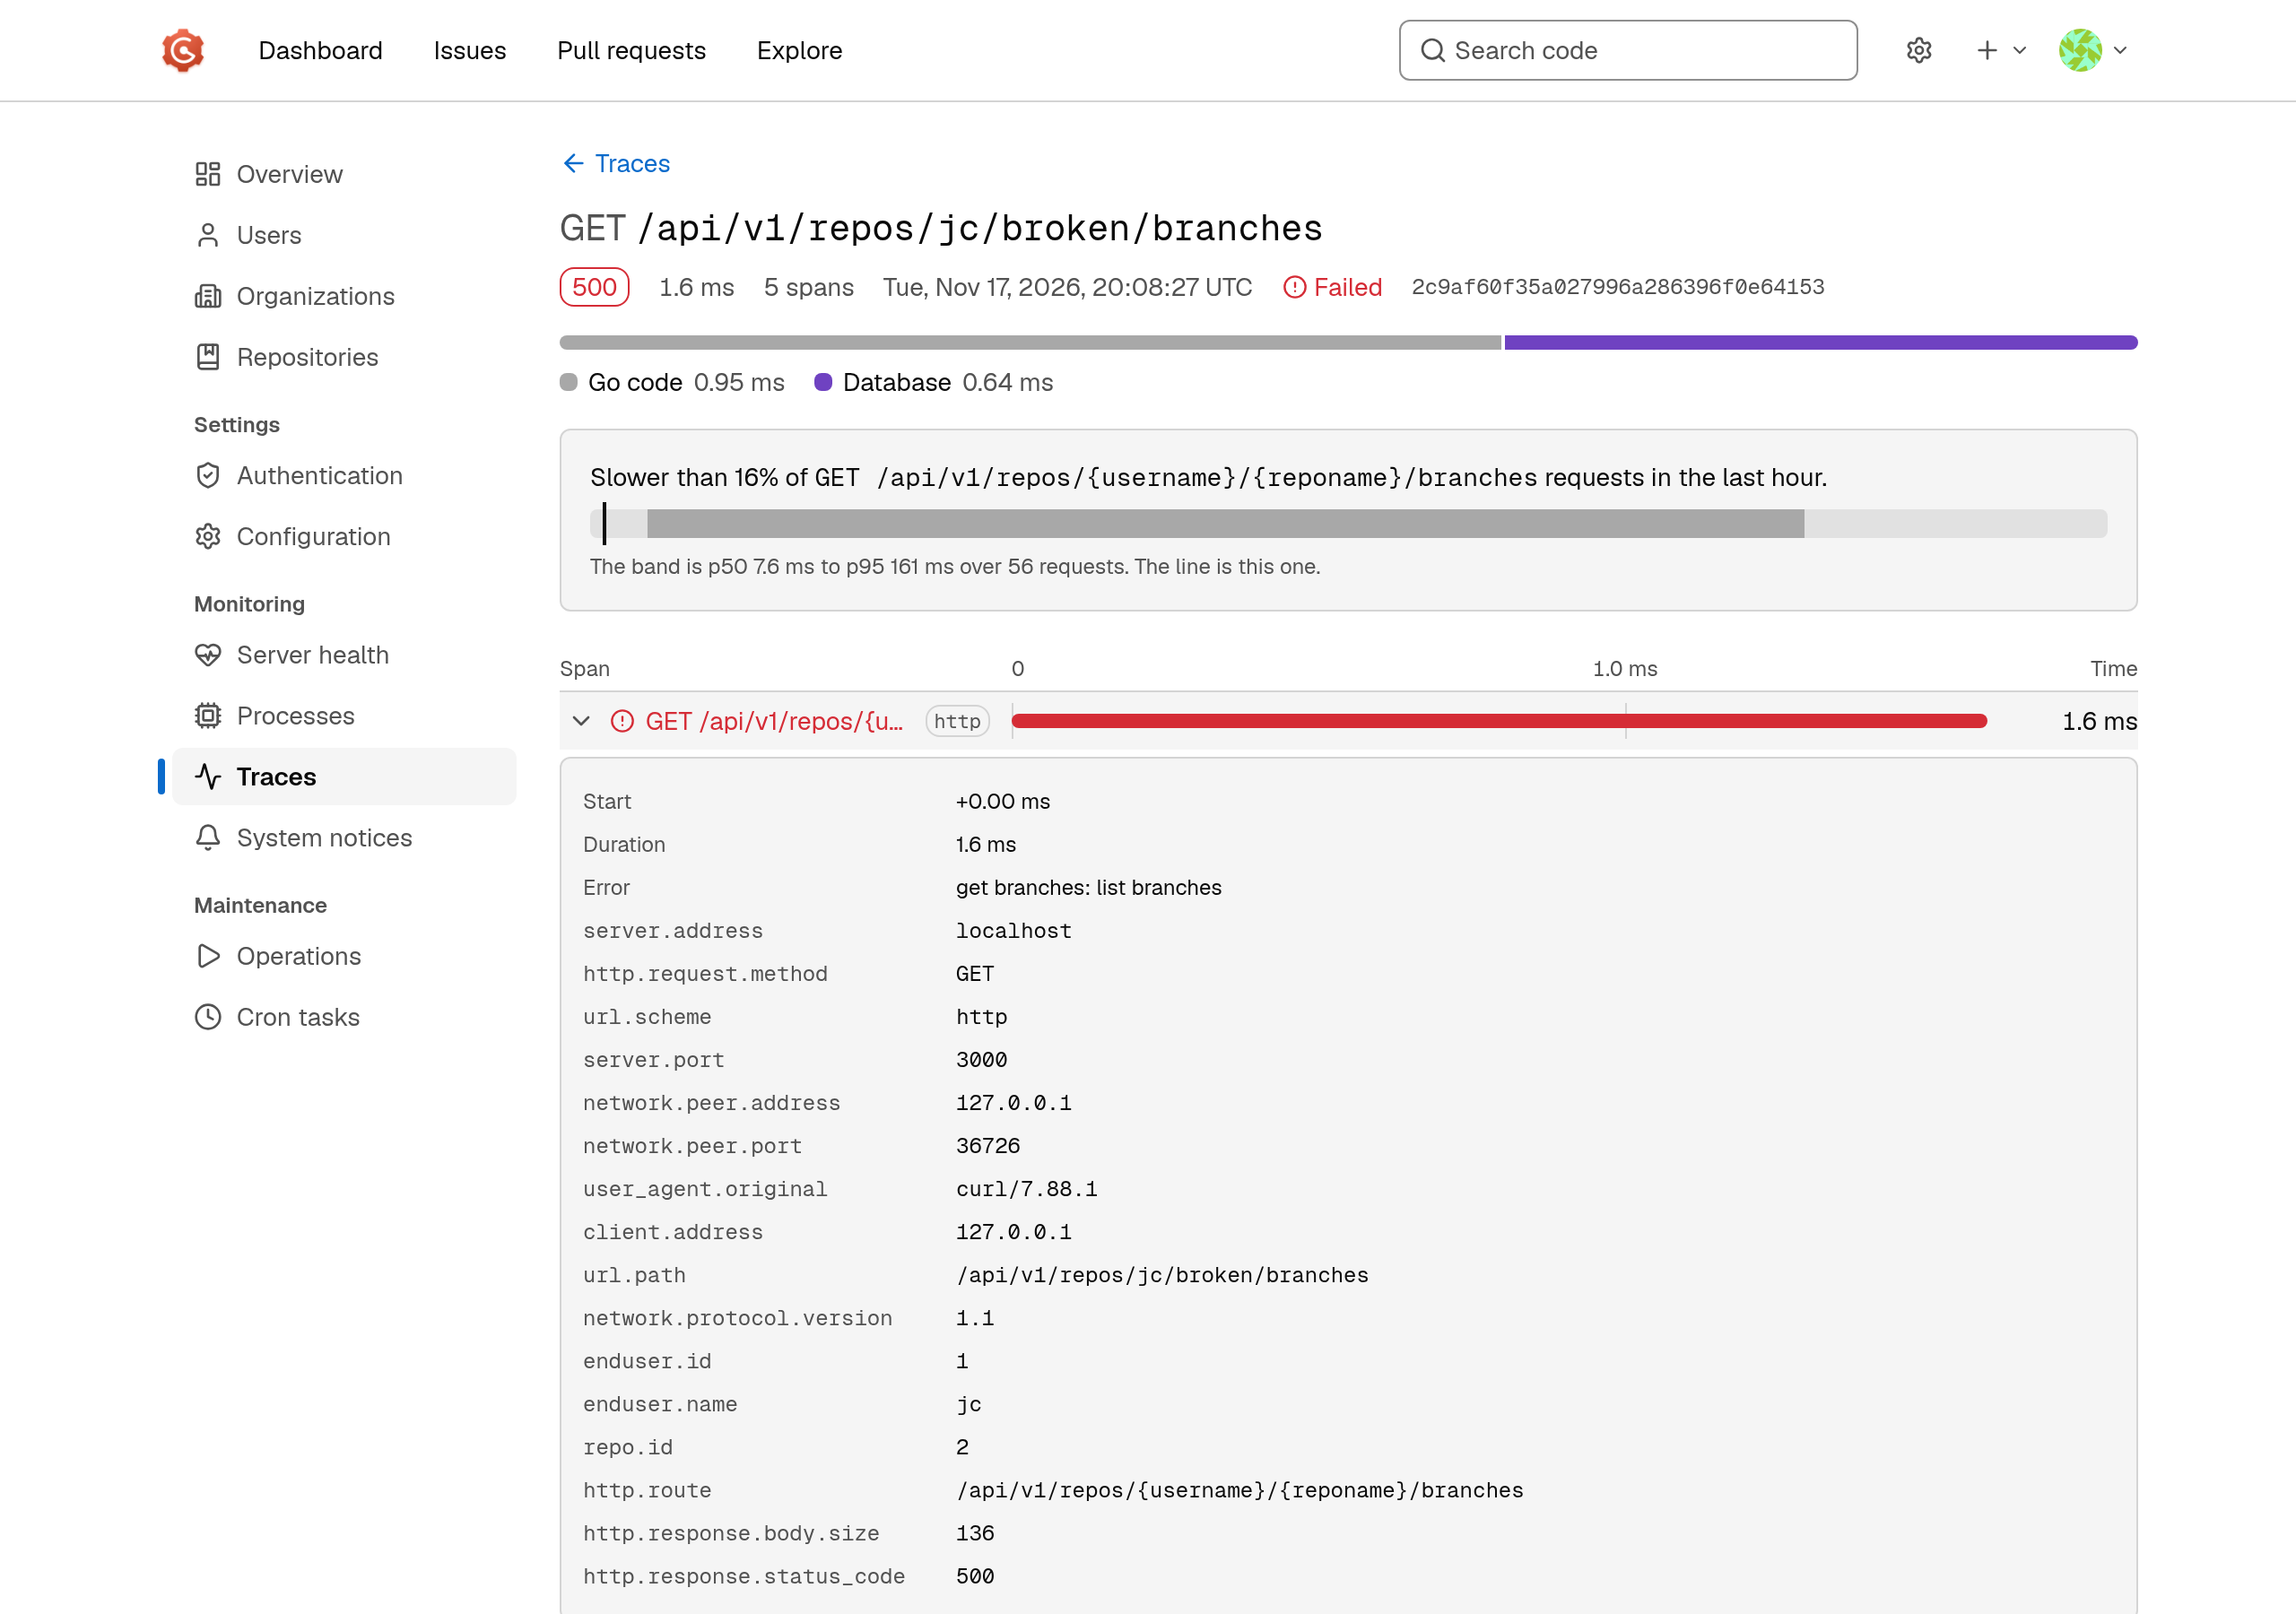 Dashboard Issues Pull requests Explore Search code
Overview
Users
Organizations
Repositories
Settings
Authentication
Configuration
Monitoring
Server health
Processes
Traces
System notices
Maintenance
Operations
Cron tasks
Traces
GET /api/v1/repos/jc/broken/branches
500 1.6 ms 5 spans Tue, Nov 17, 2026, 20:08:27 UTC Failed 2c9af60f35a027996a286396f0e64153
Go code 0.95 ms Database 0.64 ms
Slower than 16% of GET /api/v1/repos/{username}/{reponame}/branches requests in the last hour.
The band is p50 7.6 ms to p95 161 ms over 56 requests. The line is this one.
Span 0 1.0 ms Time
GET /api/v1/repos/{u... http 1.6 ms
Start +0.00 ms
Duration 1.6 ms
Error get branches: list branches
server.address localhost
http.request.method GET
url.scheme http
server.port 3000
network.peer.address 127.0.0.1
network.peer.port 36726
user_agent.original curl/7.88.1
client.address 127.0.0.1
url.path /api/v1/repos/jc/broken/branches
network.protocol.version 1.1
enduser.id 1
enduser.name jc
repo.id 2
http.route /api/v1/repos/{username}/{reponame}/branches
http.response.body.size 136
http.response.status_code 500